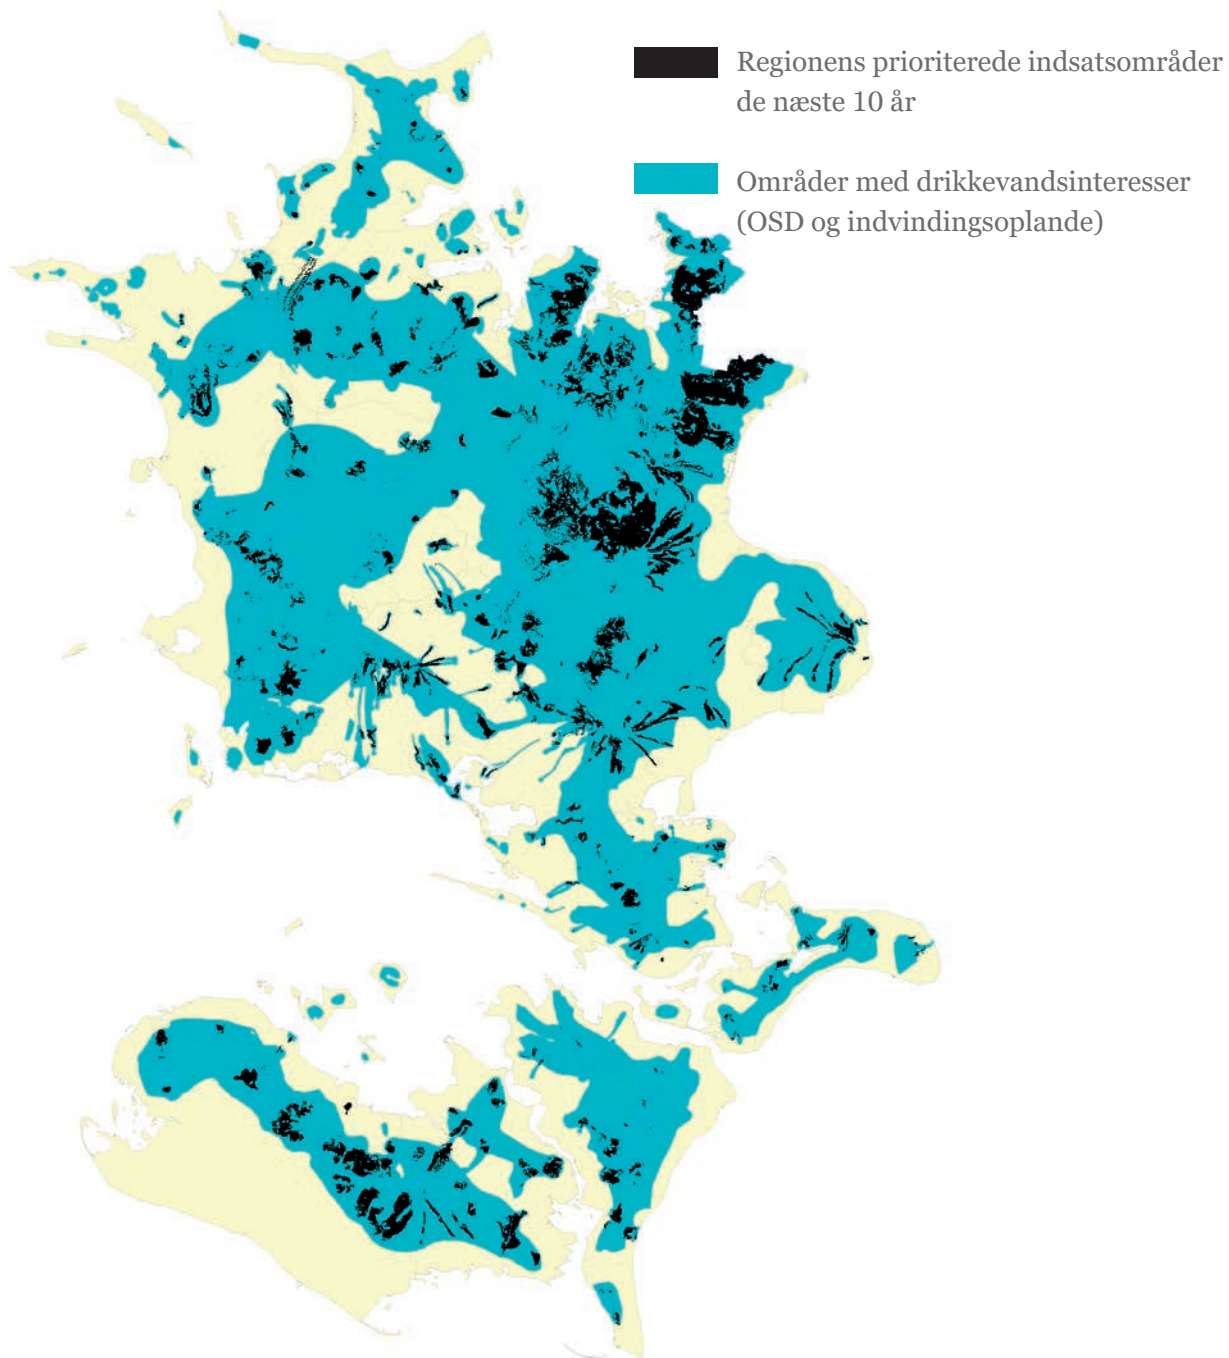 Regionens prioriterede indsatsområder
de næste 10 år
Områder med drikkevandsinteresser
(OSD og indvindingsoplande)